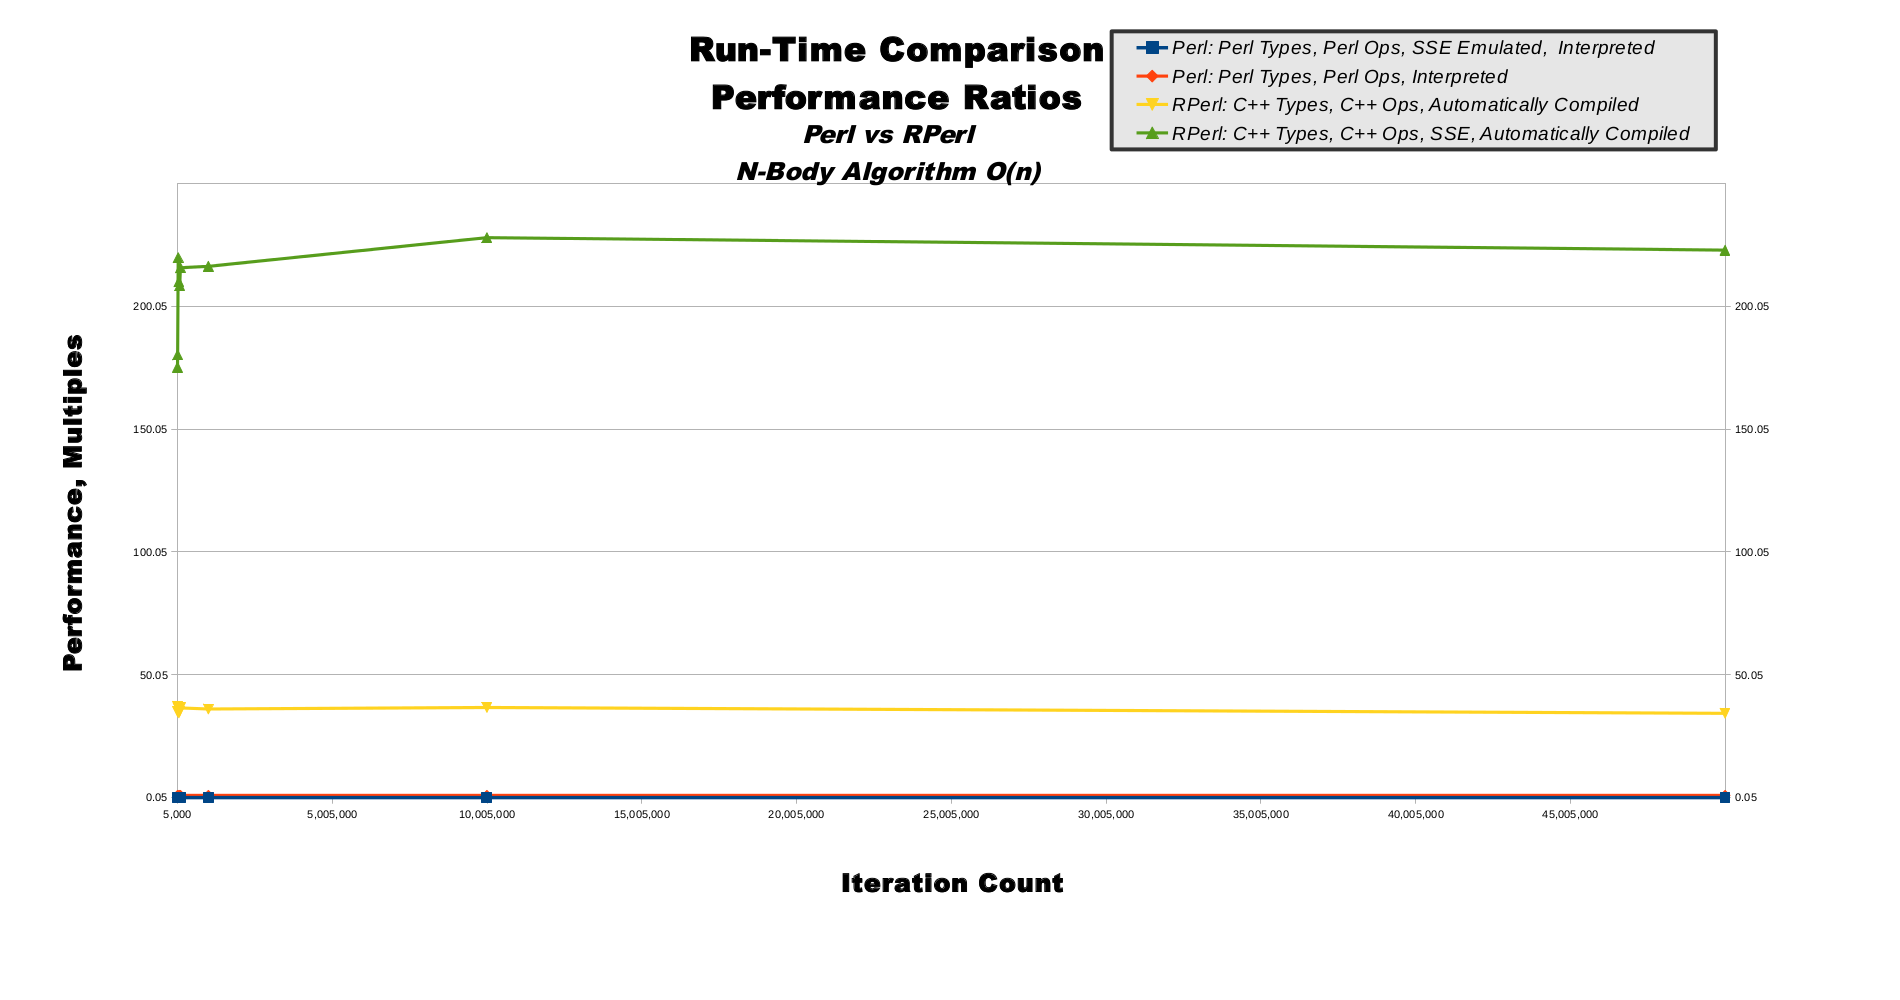 Run-Time Comparison
Performance Ratios
Perl vs RPerl
N-Body Algorithm O(n)
Perl: Perl Types, Perl Ops, SSE Emulated,  Interpreted
Perl: Perl Types, Perl Ops, Interpreted
RPerl: C++ Types, C++ Ops, Automatically Compiled
RPerl: C++ Types, C++ Ops, SSE, Automatically Compiled
Performance, Multiples
200.05
150.05
100.05
50.05
0.05
200.05
150.05
100.05
50.05
0.05
5,000 5,005,000 10,005,000 15,005,000 20,005,000 25,005,000 30,005,000 35,005,000 40,005,000 45,005,000
Iteration Count